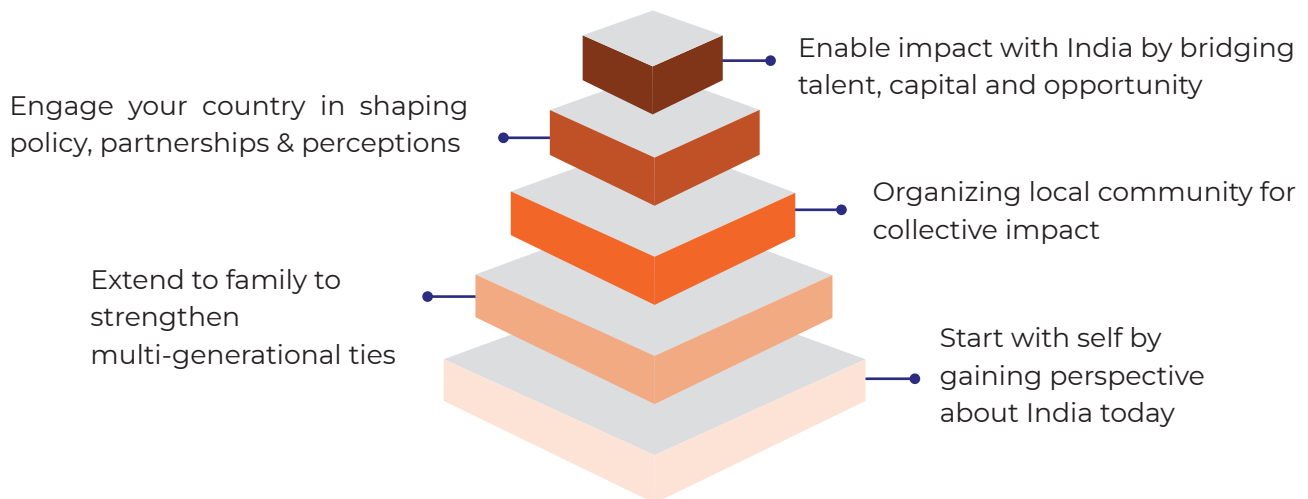 Enable impact with India by bridging
talent, capital and opportunity
Engage your country in shaping
policy, partnerships & perceptions
Organizing local community for
collective impact
Extend to family to
strengthen
multi-generational ties
Start with self by
gaining perspective
about India today